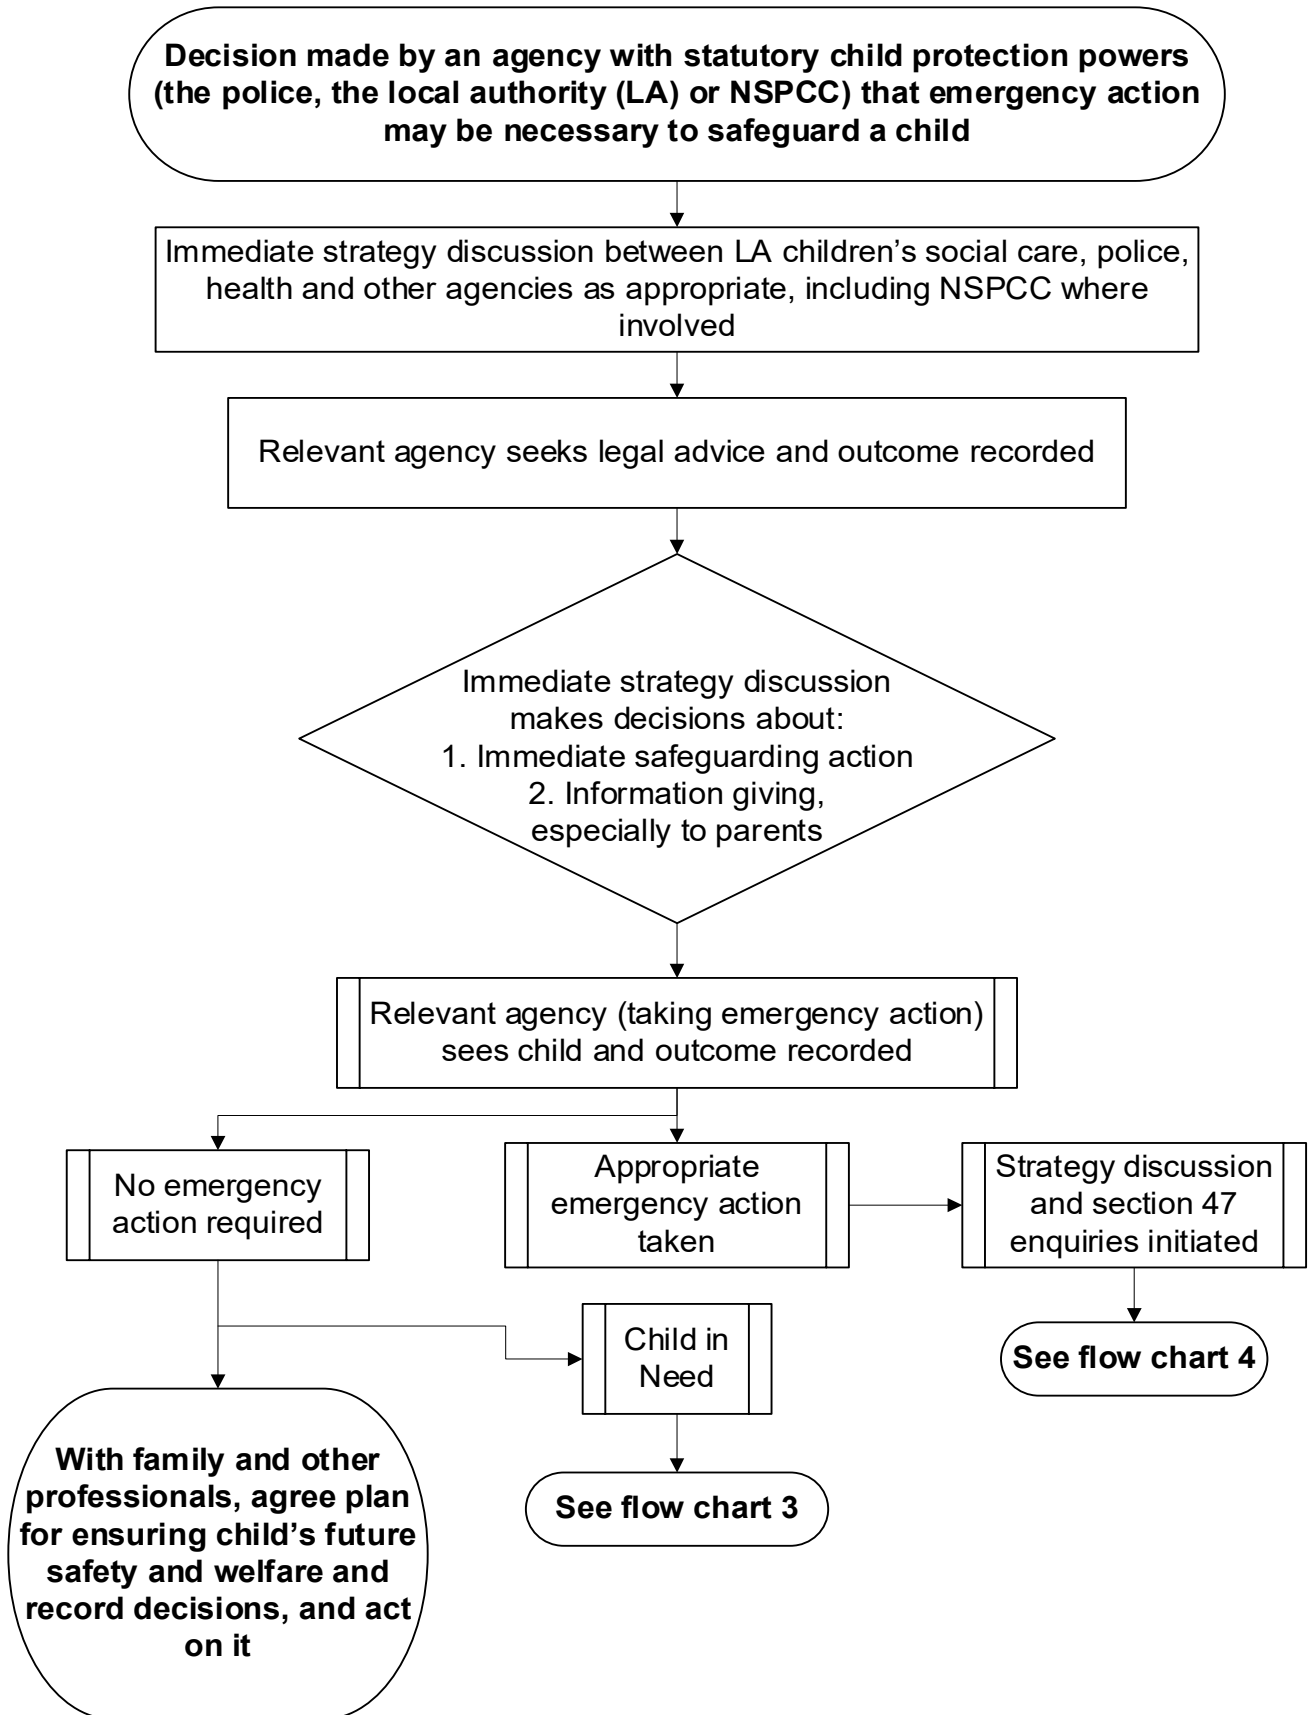 Decision made by an agency with statutory child protection powers
(the police, the local authority (LA) or NSPCC) that emergency action
may be necessary to safeguard a child
Immediate strategy discussion between LA children’s social care, police,
health and other agencies as appropriate, including NSPCC where
involved
Relevant agency seeks legal advice and outcome recorded
Immediate strategy discussion
makes decisions about:
1. Immediate safeguarding action
2. Information giving,
especially to parents
Relevant agency (taking emergency action)
sees child and outcome recorded
No emergency
action required
Appropriate
emergency action
taken
Strategy discussion
and section 47
enquiries initiated
Child in
Need
See flow chart 4
With family and other
professionals, agree plan
for ensuring child’s future
safety and welfare and
record decisions, and act
on it
See flow chart 3